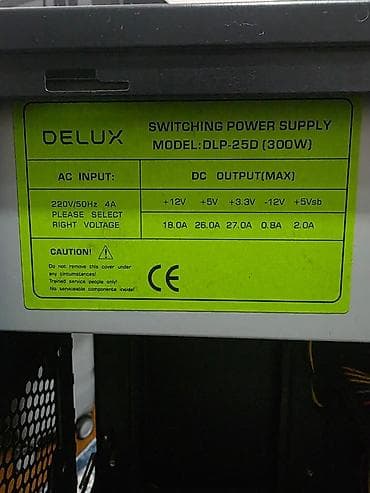 DELUX
SWITCHING POWER SUPPLY
MODEL:DLP-25D (300W)
AC INPUT:
DC OUTPUT(MAX)
220V/50Hz 4A
PLEASE SELECT
RIGHT VOLTAGE
+12V +5V +3.3V -12V +5Vsb
18.0A 26.0A 27.0A 0.8A 2.0A
CAUTION!
Do not remove this cover under
any circumstances!
Trained service people only!
No serviceable components inside!
CE